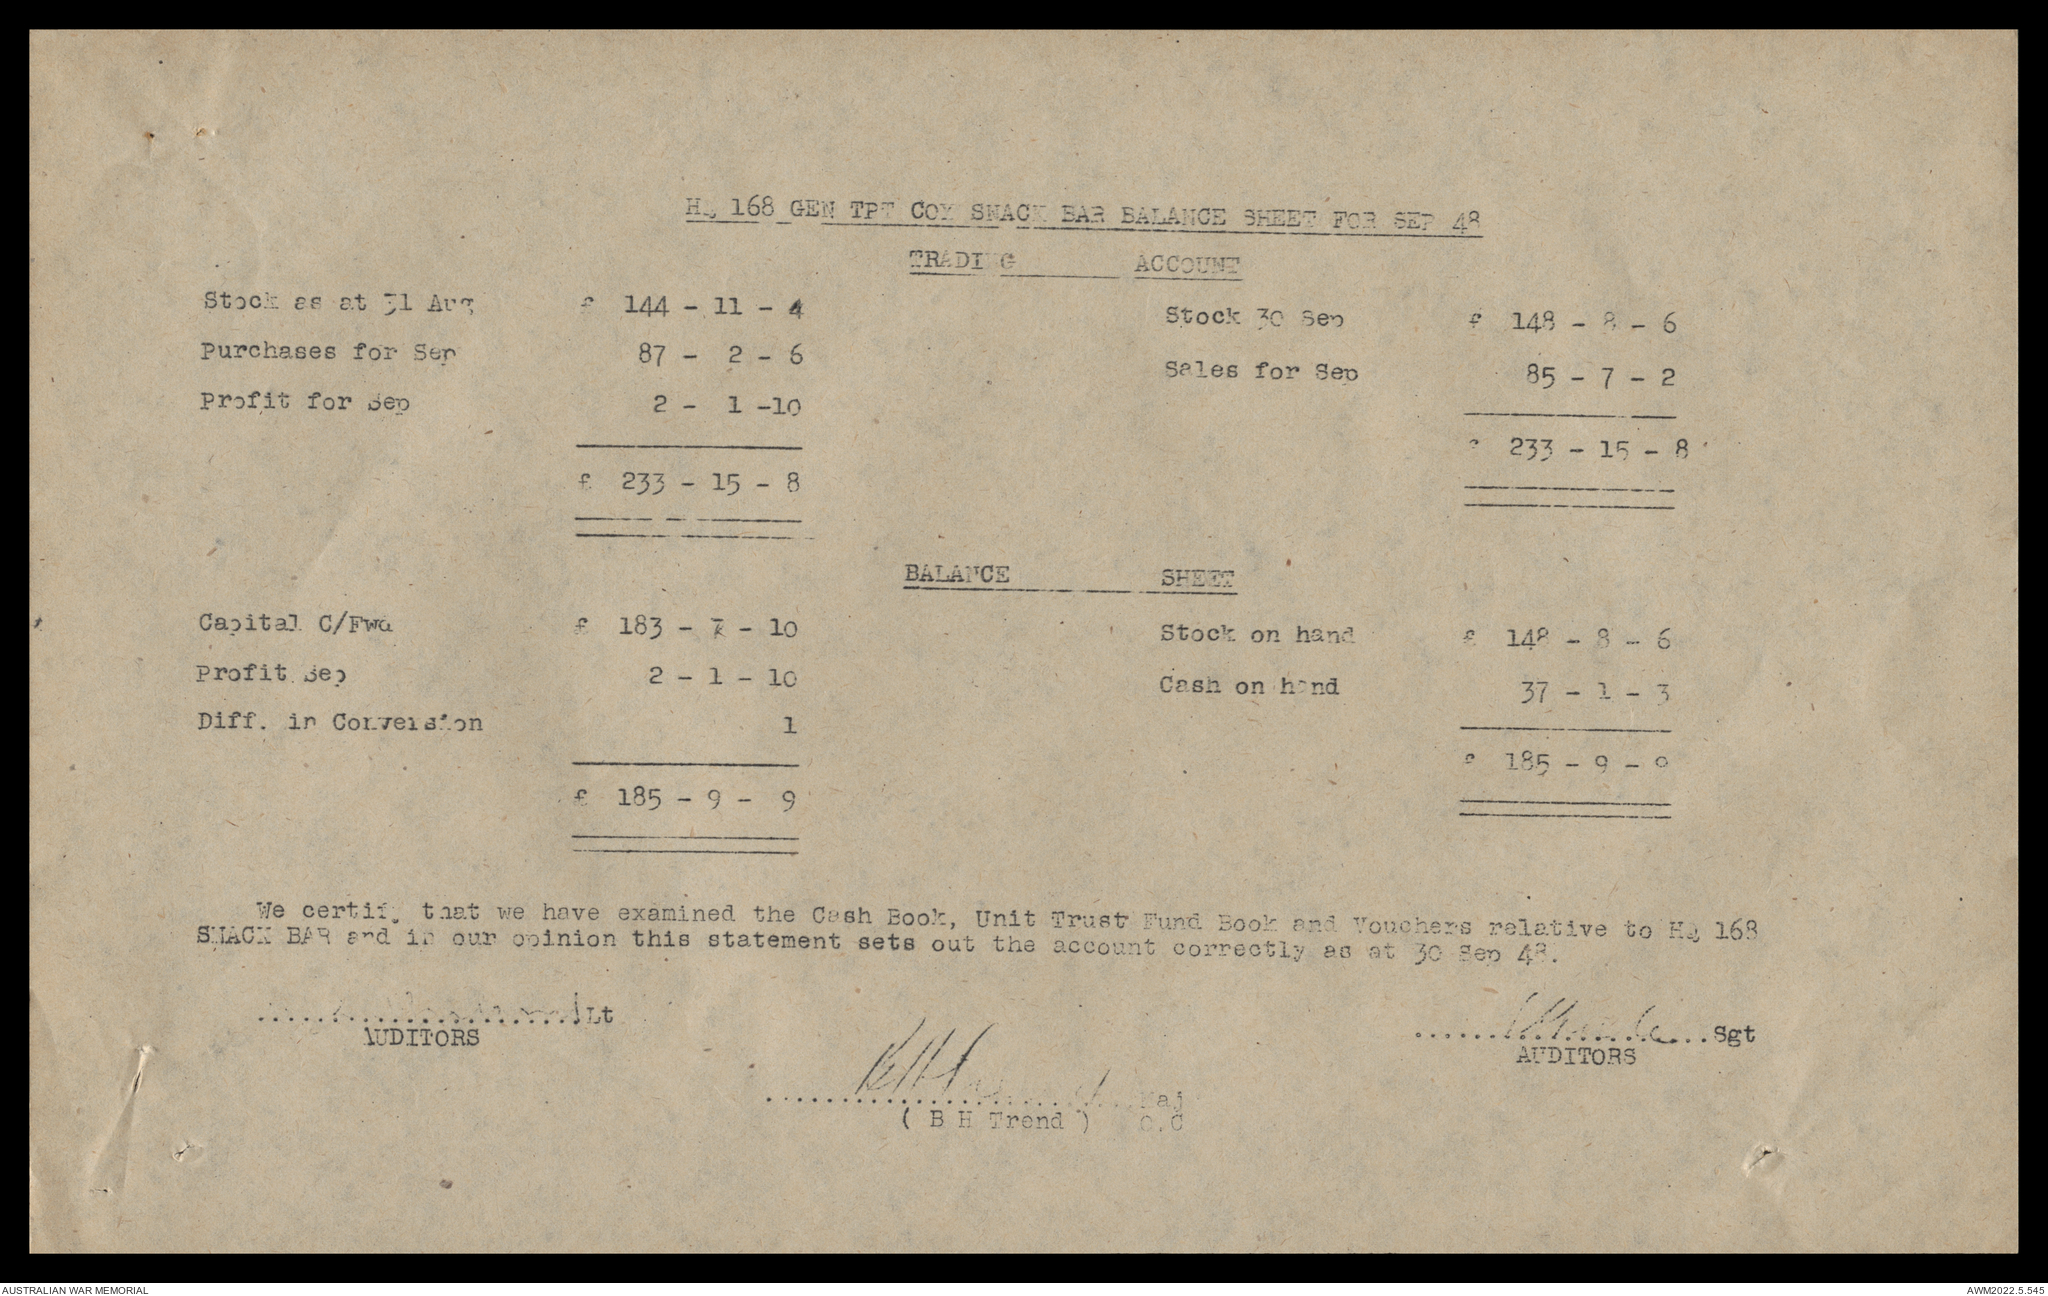 HQ 168 GEN TPT COY SNACK BAR BALANCE SHEET FOR SEP 48
TRADING ACCOUNT
Stock as at 31 Aug £ 144 - 11 - 4 Stock 30 Sep £ 148 - 8 - 6
Purchases for Sep 87 - 2 - 6 Sales for Sep 85 - 7 - 2
Profit for Sep 2 - 1 -10
£ 233 - 15 - 8
£ 233 - 15 - 8
BALANCE SHEET
Capital C/Fwd £ 183 - 7 - 10 Stock on hand £ 148 - 8 - 6
Profit Sep 2 - 1 - 10 Cash on hand 37 - 1 - 3
Diff. in Conversion 1
£ 185 - 9 - 9
£ 185 - 9 - 9
We certify that we have examined the Cash Book, Unit Trust Fund Book and Vouchers relative to HQ 168
SNACK BAR and in our opinion this statement sets out the account correctly as at 30 Sep 48.
Lt
AUDITORS
Sgt
AUDITORS
Maj
( B H Trend ) O.C
AUSTRALIAN WAR MEMORIAL
AWM2022.5.545